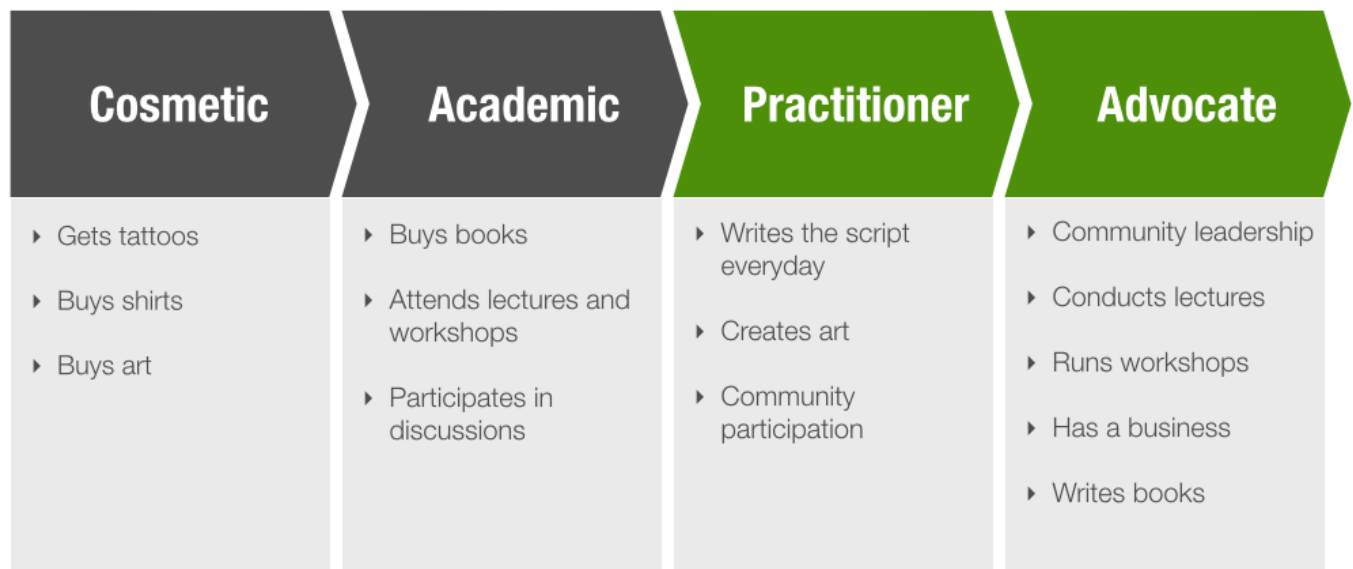 Cosmetic
Gets tattoos
Buys shirts
Buys art
Academic
Buys books
Attends lectures and
workshops
Participates in
discussions
Practitioner
Writes the script
everyday
Creates art
Community
participation
Advocate
Community leadership
Conducts lectures
Runs workshops
Has a business
Writes books